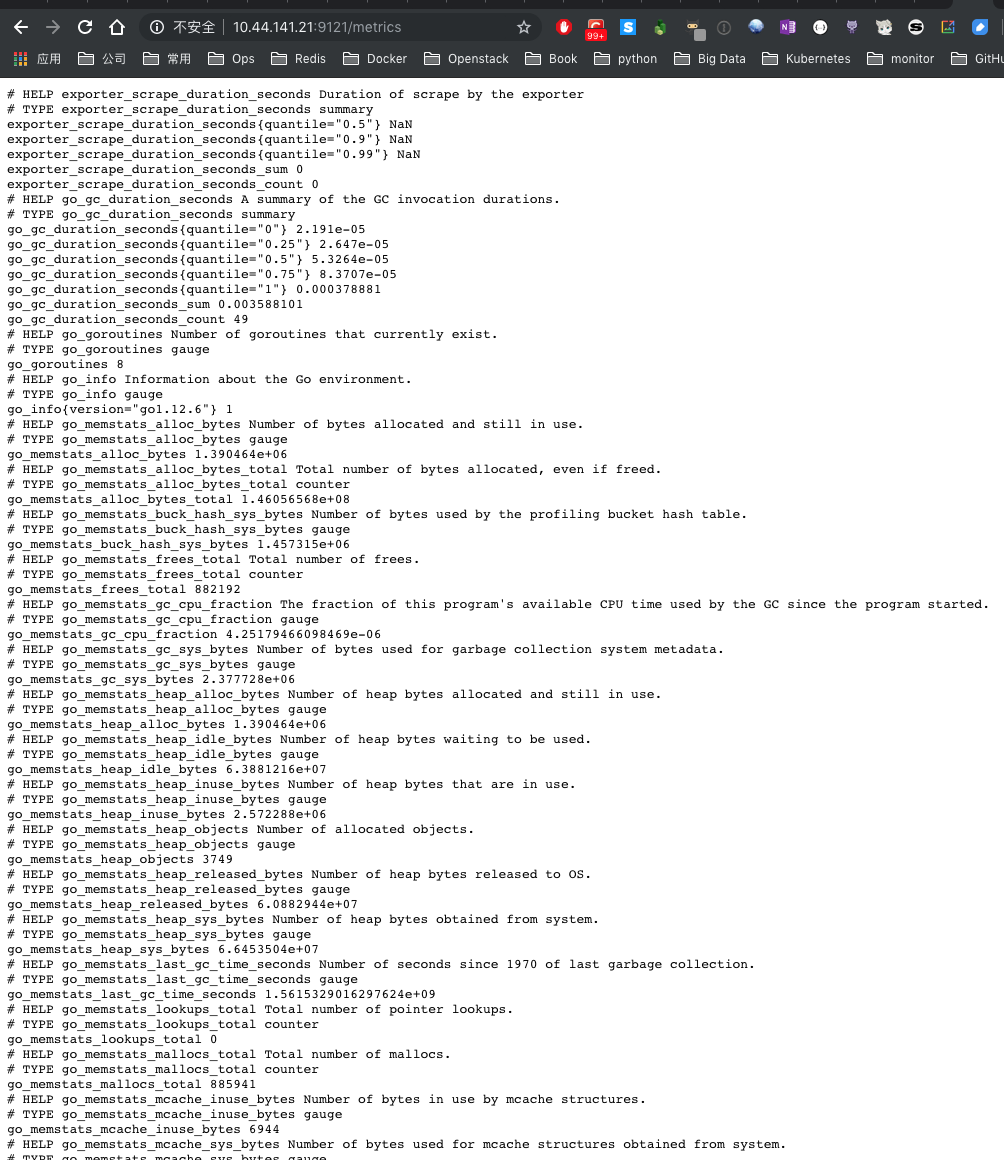 不安全 | 10.44.141.21:9121/metrics
99+
应用 公司 常用 Ops Redis Docker Openstack Book python Big Data Kubernetes monitor GitHu
# HELP exporter_scrape_duration_seconds Duration of scrape by the exporter
# TYPE exporter_scrape_duration_seconds summary
exporter_scrape_duration_seconds{quantile="0.5"} NaN
exporter_scrape_duration_seconds{quantile="0.9"} NaN
exporter_scrape_duration_seconds{quantile="0.99"} NaN
exporter_scrape_duration_seconds_sum 0
exporter_scrape_duration_seconds_count 0
# HELP go_gc_duration_seconds A summary of the GC invocation durations.
# TYPE go_gc_duration_seconds summary
go_gc_duration_seconds{quantile="0"} 2.191e-05
go_gc_duration_seconds{quantile="0.25"} 2.647e-05
go_gc_duration_seconds{quantile="0.5"} 5.3264e-05
go_gc_duration_seconds{quantile="0.75"} 8.3707e-05
go_gc_duration_seconds{quantile="1"} 0.000378881
go_gc_duration_seconds_sum 0.003588101
go_gc_duration_seconds_count 49
# HELP go_goroutines Number of goroutines that currently exist.
# TYPE go_goroutines gauge
go_goroutines 8
# HELP go_info Information about the Go environment.
# TYPE go_info gauge
go_info{version="go1.12.6"} 1
# HELP go_memstats_alloc_bytes Number of bytes allocated and still in use.
# TYPE go_memstats_alloc_bytes gauge
go_memstats_alloc_bytes 1.390464e+06
# HELP go_memstats_alloc_bytes_total Total number of bytes allocated, even if freed.
# TYPE go_memstats_alloc_bytes_total counter
go_memstats_alloc_bytes_total 1.46056568e+08
# HELP go_memstats_buck_hash_sys_bytes Number of bytes used by the profiling bucket hash table.
# TYPE go_memstats_buck_hash_sys_bytes gauge
go_memstats_buck_hash_sys_bytes 1.457315e+06
# HELP go_memstats_frees_total Total number of frees.
# TYPE go_memstats_frees_total counter
go_memstats_frees_total 882192
# HELP go_memstats_gc_cpu_fraction The fraction of this program's available CPU time used by the GC since the program started.
# TYPE go_memstats_gc_cpu_fraction gauge
go_memstats_gc_cpu_fraction 4.25179466098469e-06
# HELP go_memstats_gc_sys_bytes Number of bytes used for garbage collection system metadata.
# TYPE go_memstats_gc_sys_bytes gauge
go_memstats_gc_sys_bytes 2.377728e+06
# HELP go_memstats_heap_alloc_bytes Number of heap bytes allocated and still in use.
# TYPE go_memstats_heap_alloc_bytes gauge
go_memstats_heap_alloc_bytes 1.390464e+06
# HELP go_memstats_heap_idle_bytes Number of heap bytes waiting to be used.
# TYPE go_memstats_heap_idle_bytes gauge
go_memstats_heap_idle_bytes 6.3881216e+07
# HELP go_memstats_heap_inuse_bytes Number of heap bytes that are in use.
# TYPE go_memstats_heap_inuse_bytes gauge
go_memstats_heap_inuse_bytes 2.572288e+06
# HELP go_memstats_heap_objects Number of allocated objects.
# TYPE go_memstats_heap_objects gauge
go_memstats_heap_objects 3749
# HELP go_memstats_heap_released_bytes Number of heap bytes released to OS.
# TYPE go_memstats_heap_released_bytes gauge
go_memstats_heap_released_bytes 6.0882944e+07
# HELP go_memstats_heap_sys_bytes Number of heap bytes obtained from system.
# TYPE go_memstats_heap_sys_bytes gauge
go_memstats_heap_sys_bytes 6.6453504e+07
# HELP go_memstats_last_gc_time_seconds Number of seconds since 1970 of last garbage collection.
# TYPE go_memstats_last_gc_time_seconds gauge
go_memstats_last_gc_time_seconds 1.5615329016297624e+09
# HELP go_memstats_lookups_total Total number of pointer lookups.
# TYPE go_memstats_lookups_total counter
go_memstats_lookups_total 0
# HELP go_memstats_mallocs_total Total number of mallocs.
# TYPE go_memstats_mallocs_total counter
go_memstats_mallocs_total 885941
# HELP go_memstats_mcache_inuse_bytes Number of bytes in use by mcache structures.
# TYPE go_memstats_mcache_inuse_bytes gauge
go_memstats_mcache_inuse_bytes 6944
# HELP go_memstats_mcache_sys_bytes Number of bytes used for mcache structures obtained from system.
# TYPE go_memstats_mcache_sys_bytes gauge